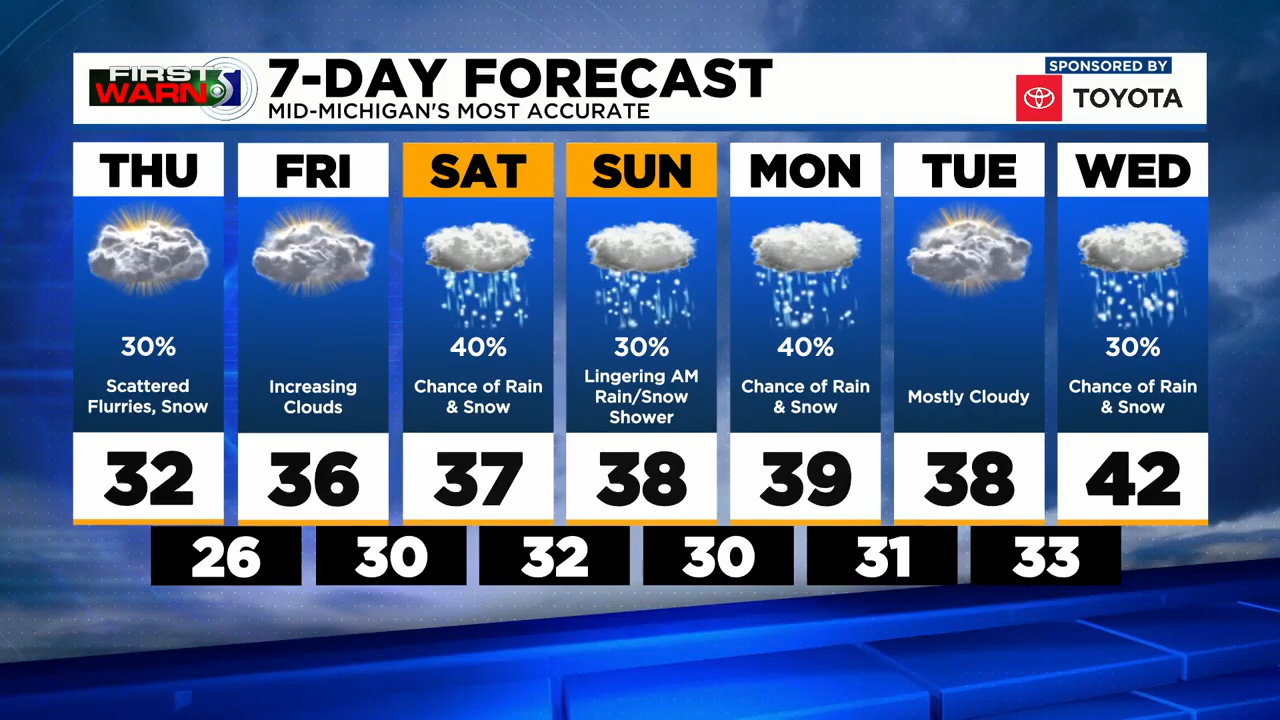 FIRST
WARN 5
7-DAY FORECAST
MID-MICHIGAN'S MOST ACCURATE
SPONSORED BY
TOYOTA
THU
FRI
SAT
SUN
MON
TUE
WED
30%
Scattered
Flurries, Snow
Increasing
Clouds
40%
Chance of Rain
& Snow
30%
Lingering AM
Rain/Snow
Shower
40%
Chance of Rain
& Snow
Mostly Cloudy
30%
Chance of Rain
& Snow
32
36
37
38
39
38
42
26
30
32
30
31
33